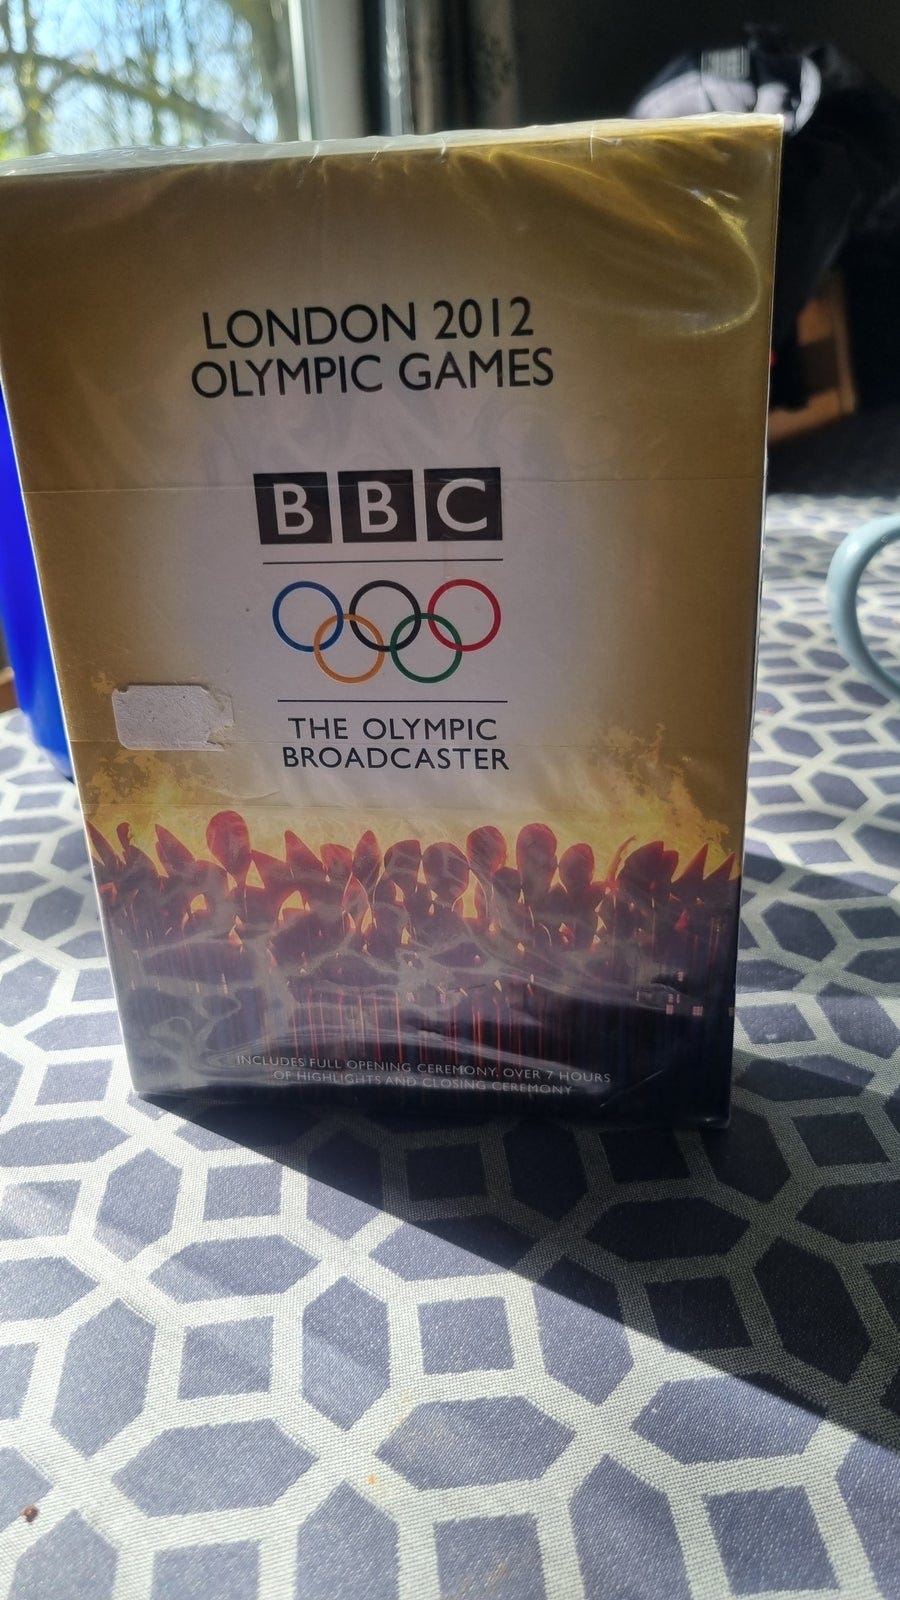 LONDON 2012
OLYMPIC GAMES
BBC
THE OLYMPIC
BROADCASTER
INCLUDES FULL OPENING CEREMONY, OVER 7 HOURS
OF HIGHLIGHTS AND CLOSING CEREMONY